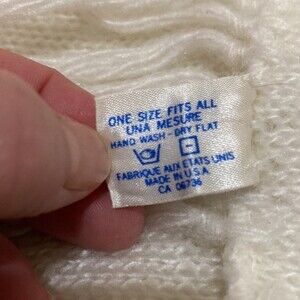 ONE SIZE FITS ALL
UNA MESURE
HAND WASH - DRY FLAT
FABRIQUE AUX ETATS UNIS
MADE IN U.S.A
CA 06736